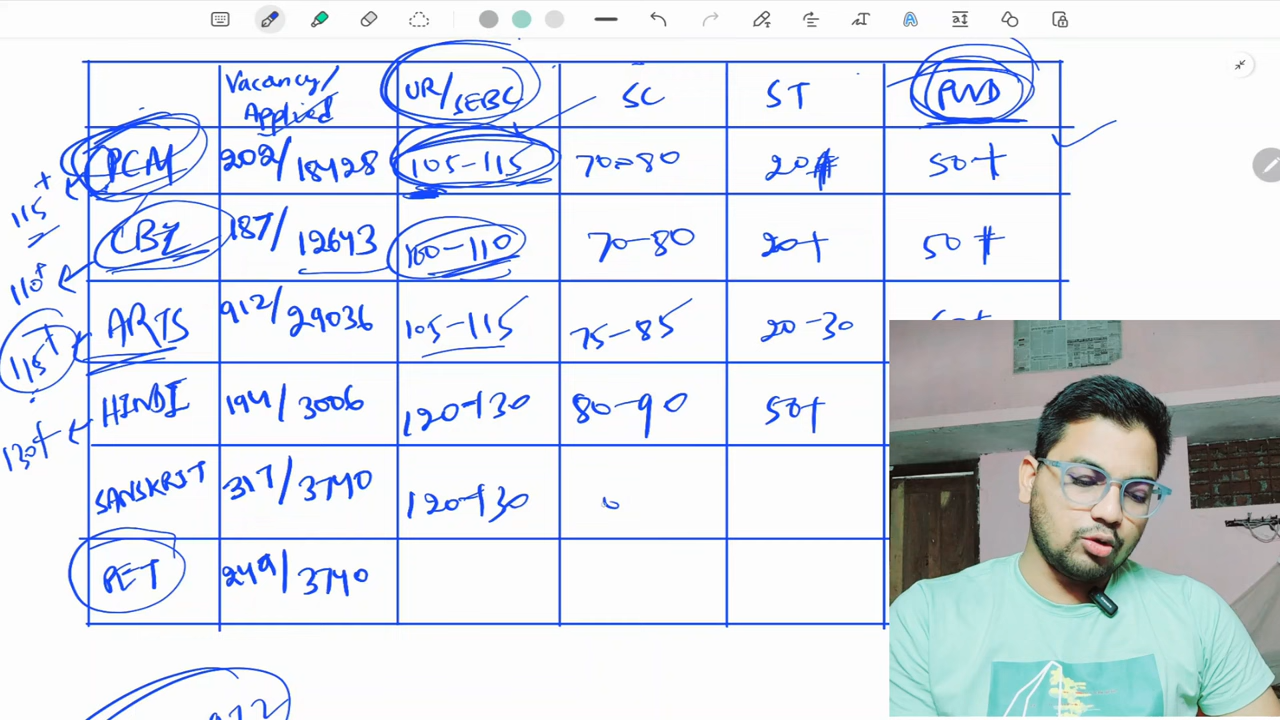 Vacancy/
Applied
UR/SEBC
SC
ST
PWD
PCM
202/18428
105-115
70-80
20+
50+
115+
CBZ
187/12643
100-110
70-80
20+
50+
110+
ARTS
912/29036
105-115
75-85
20-30
115+
HINDI
194/3006
120-130
80-90
50+
130+
SANSKRIT
317/3740
120-130
PET
249/3740